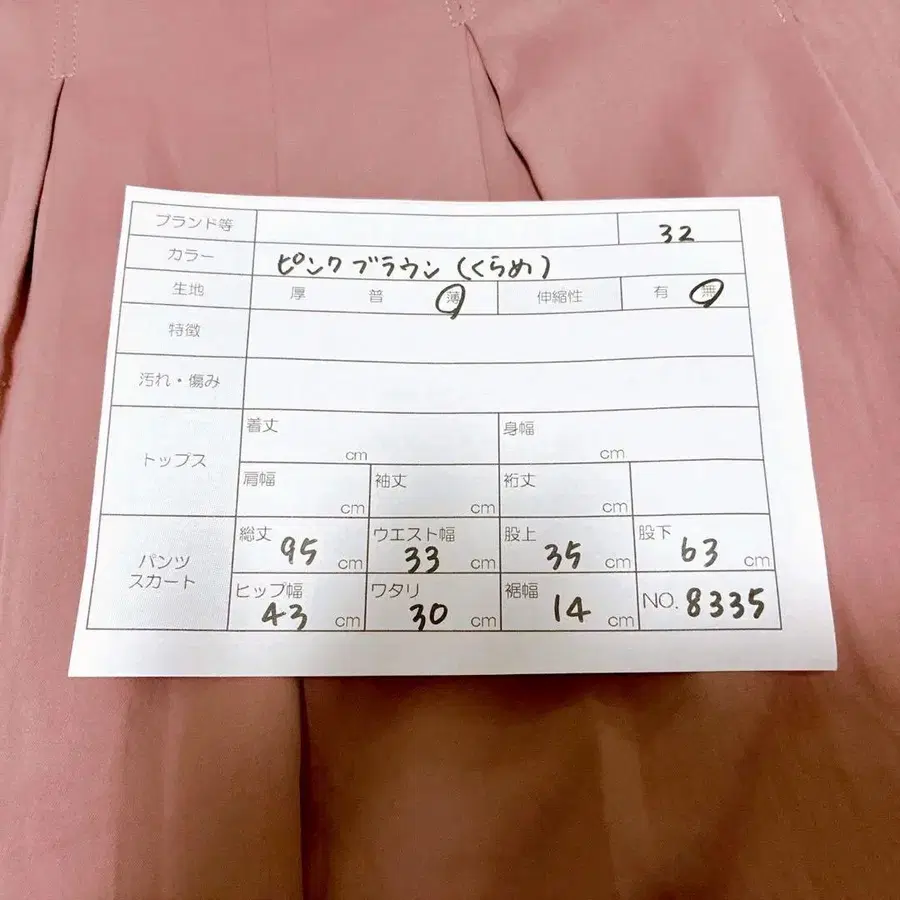 ブランド等 32
カラー ピンクブラウン(くらめ)
生地 厚 普 薄 伸縮性 有 無
特徴
汚れ・傷み
トップス
着丈 cm 身幅 cm
肩幅 cm 袖丈 cm 裄丈 cm
パンツ
スカート
総丈 95 cm ウエスト幅 33 cm 股上 35 cm 股下 63 cm
ヒップ幅 43 cm ワタリ 30 cm 裾幅 14 cm NO. 8335